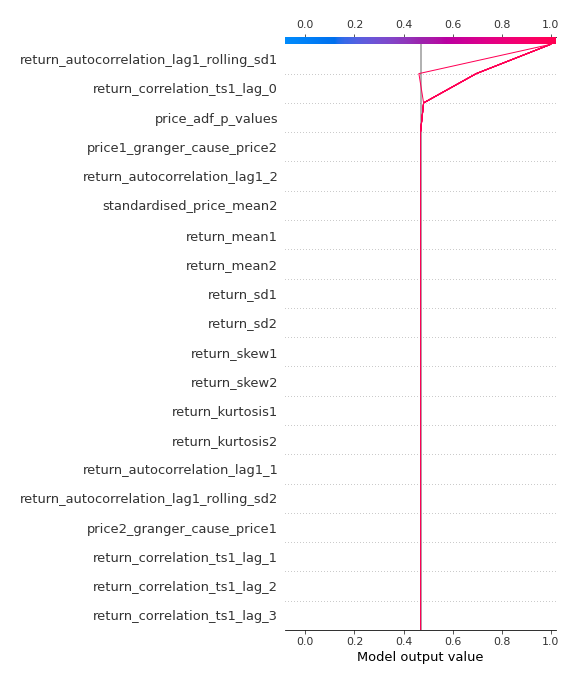 0.0 0.2 0.4 0.6 0.8 1.0
return_autocorrelation_lag1_rolling_sd1
return_correlation_ts1_lag_0
price_adf_p_values
price1_granger_cause_price2
return_autocorrelation_lag1_2
standardised_price_mean2
return_mean1
return_mean2
return_sd1
return_sd2
return_skew1
return_skew2
return_kurtosis1
return_kurtosis2
return_autocorrelation_lag1_1
return_autocorrelation_lag1_rolling_sd2
price2_granger_cause_price1
return_correlation_ts1_lag_1
return_correlation_ts1_lag_2
return_correlation_ts1_lag_3
0.0 0.2 0.4 0.6 0.8 1.0
Model output value